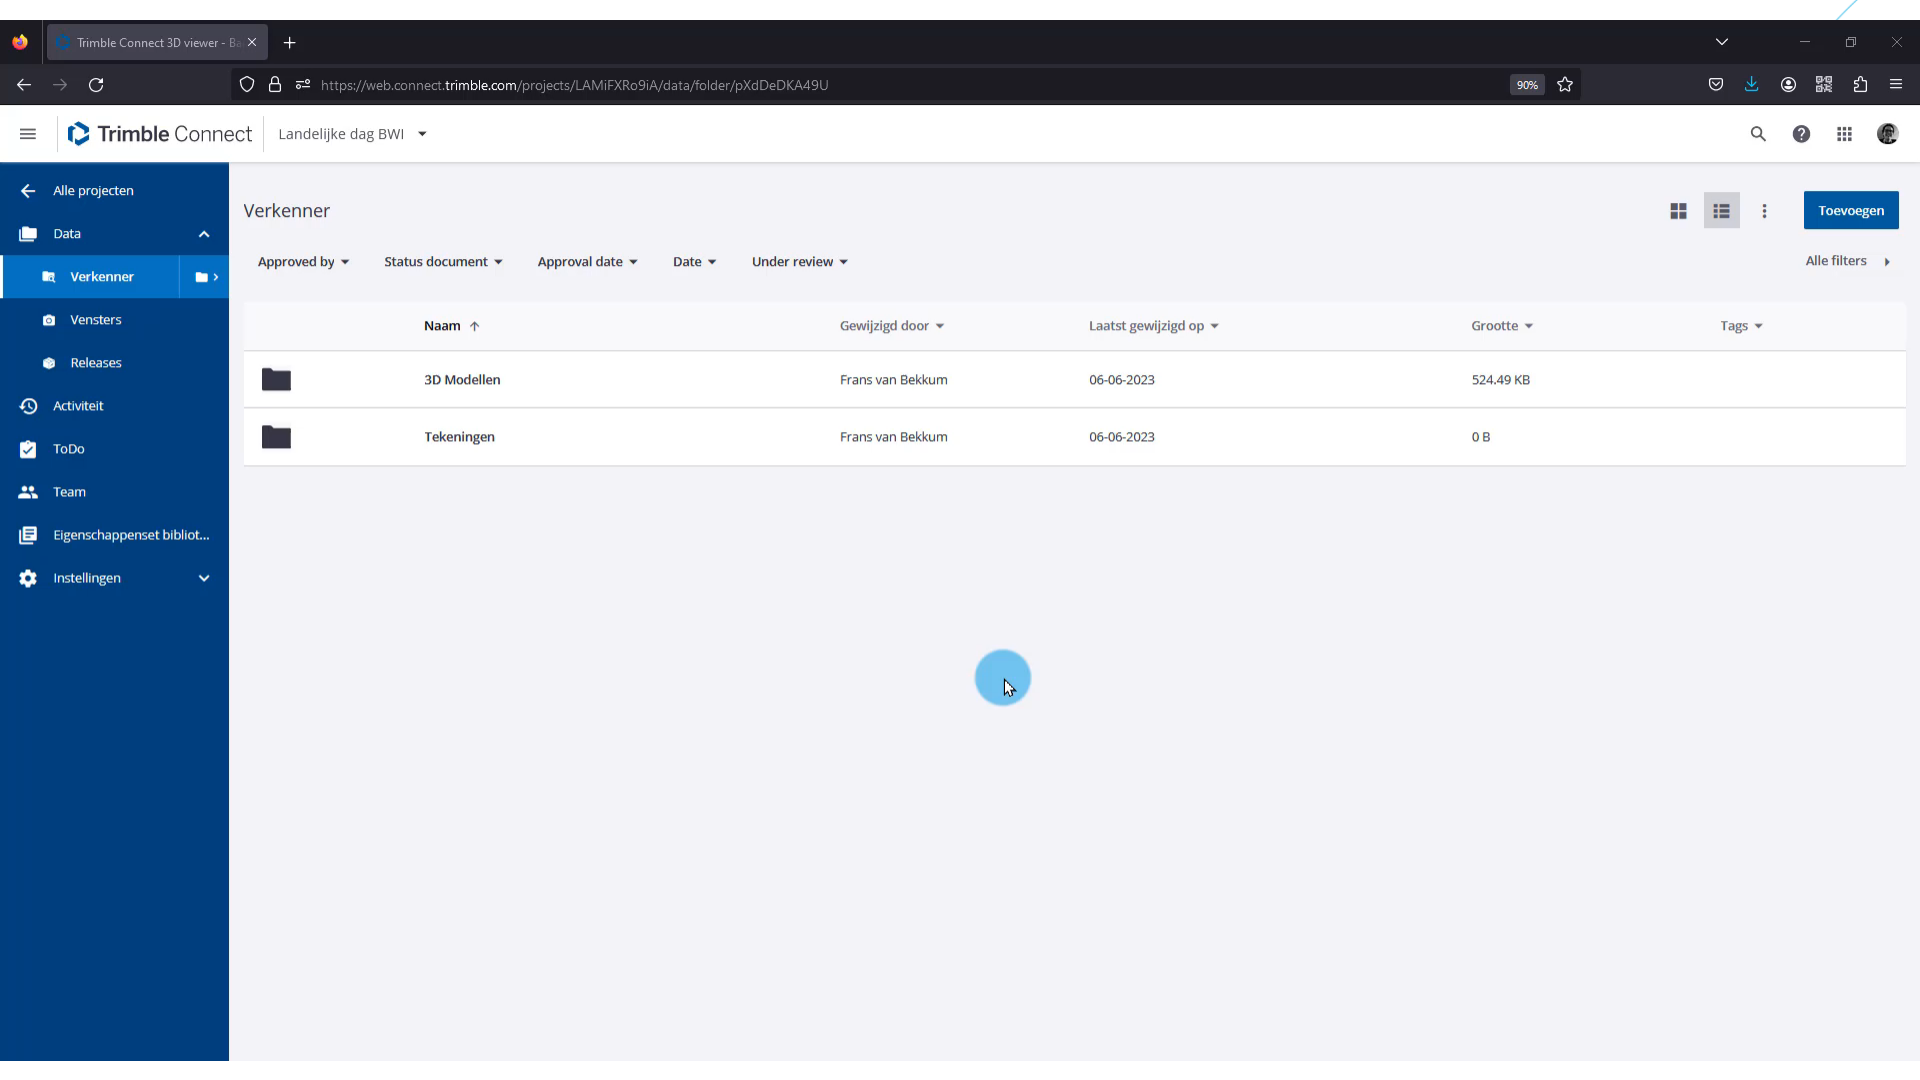 Trimble Connect 3D viewer - Ba
https://web.connect.trimble.com/projects/LAMiFXRo9iA/data/folder/pXdDeDKA49U
90%
Trimble Connect
Landelijke dag BWI
Alle projecten
Data
Verkenner
Vensters
Releases
Activiteit
ToDo
Team
Eigenschappenset bibliot...
Instellingen
Verkenner
Toevoegen
Approved by
Status document
Approval date
Date
Under review
Alle filters
Naam
Gewijzigd door
Laatst gewijzigd op
Grootte
Tags
3D Modellen
Frans van Bekkum
06-06-2023
524.49 KB
Tekeningen
Frans van Bekkum
06-06-2023
0 B